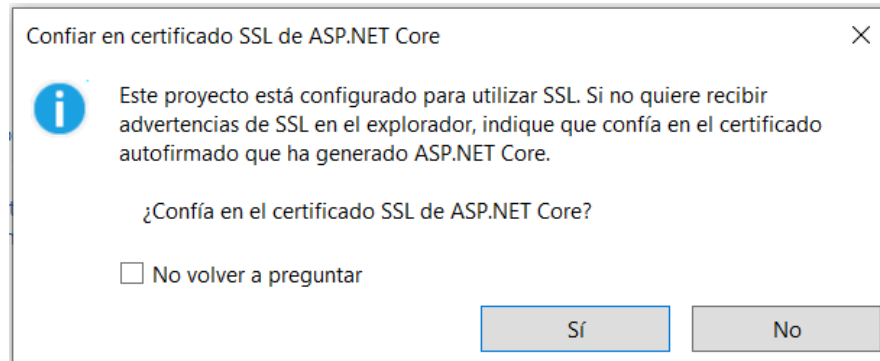 Confiar en certificado SSL de ASP.NET Core
Este proyecto está configurado para utilizar SSL. Si no quiere recibir
advertencias de SSL en el explorador, indique que confía en el certificado
autofirmado que ha generado ASP.NET Core.
¿Confía en el certificado SSL de ASP.NET Core?
No volver a preguntar
Sí
No